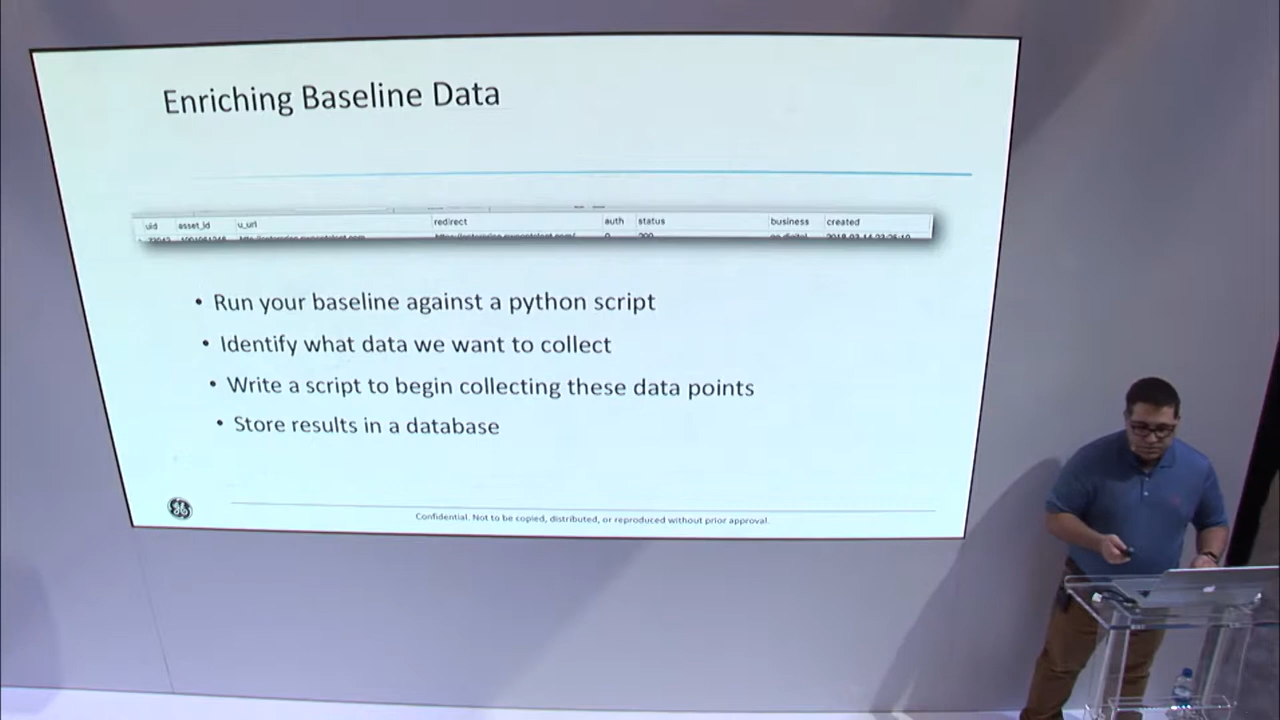 Enriching Baseline Data
uid asset_id u_url redirect auth status business created
• Run your baseline against a python script
• Identify what data we want to collect
• Write a script to begin collecting these data points
• Store results in a database
Confidential. Not to be copied, distributed, or reproduced without prior approval.